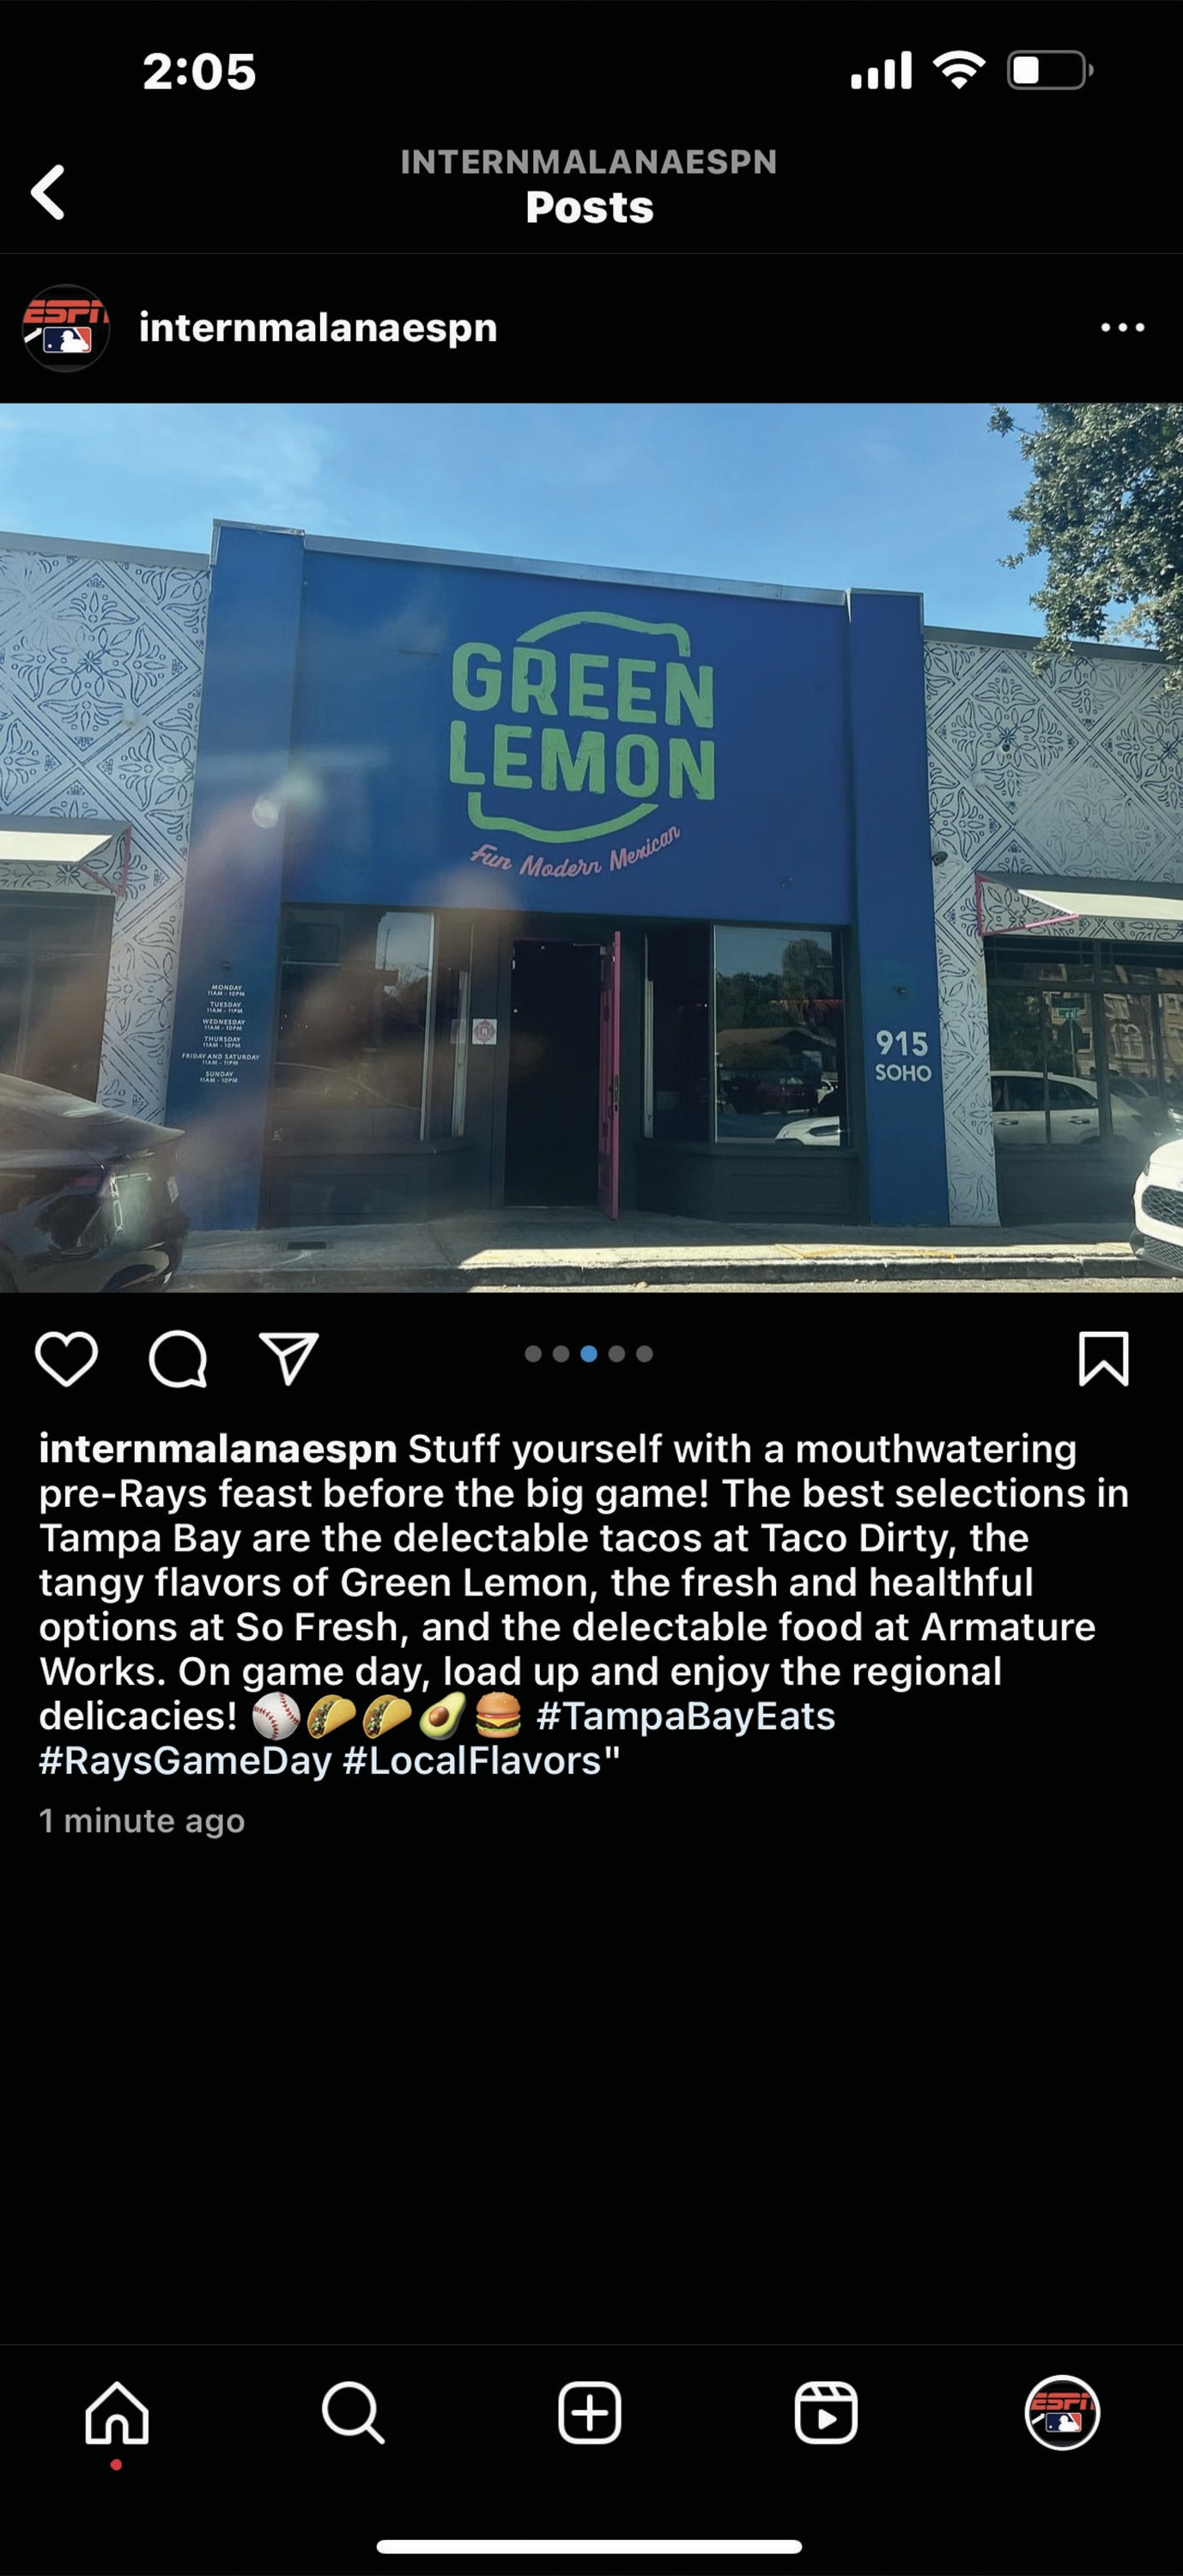 2:05
INTERNMALANAESPN
Posts
ESPN
internmalanaespn
GREEN
LEMON
Fun Modern Mexican
MONDAY
11AM - 10PM
TUESDAY
11AM - 11PM
WEDNESDAY
11AM - 10PM
THURSDAY
11AM - 10PM
FRIDAY AND SATURDAY
11AM - 11PM
SUNDAY
11AM - 10PM
915
SOHO
internmalanaespn Stuff yourself with a mouthwatering
pre-Rays feast before the big game! The best selections in
Tampa Bay are the delectable tacos at Taco Dirty, the
tangy flavors of Green Lemon, the fresh and healthful
options at So Fresh, and the delectable food at Armature
Works. On game day, load up and enjoy the regional
delicacies! ⚾🌮🌮🥑🍔 #TampaBayEats
#RaysGameDay #LocalFlavors"
1 minute ago
ESPN